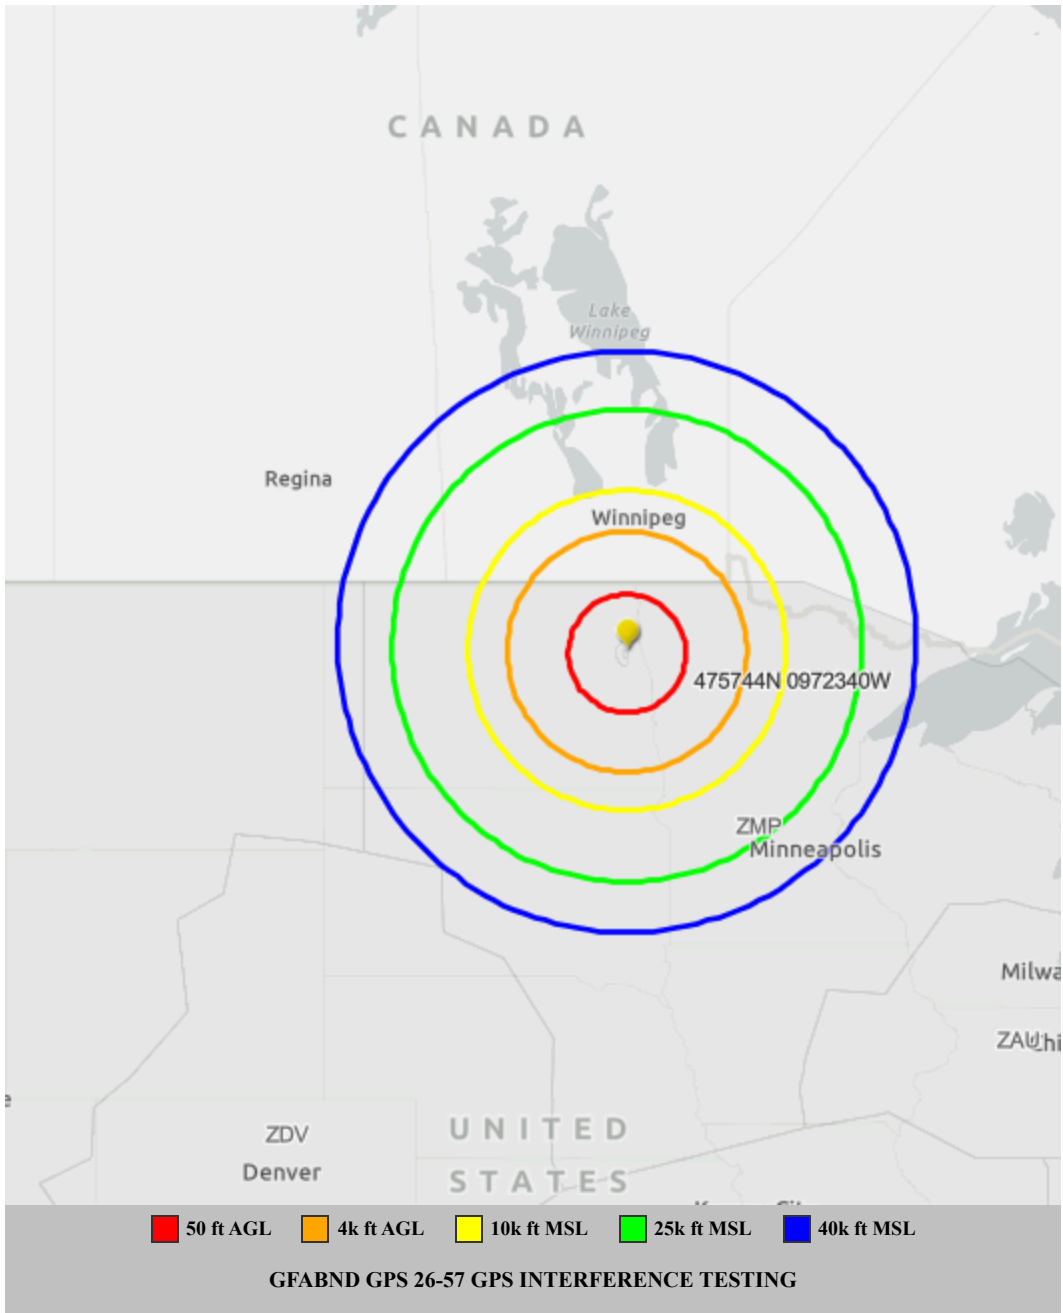 CANADA
Lake
Winnipeg
Regina
Winnipeg
475744N 0972340W
ZMP
Minneapolis
Milwa
ZAU
ZDV
Denver
UNITED
STATES
50 ft AGL 4k ft AGL 10k ft MSL 25k ft MSL 40k ft MSL
GFABND GPS 26-57 GPS INTERFERENCE TESTING